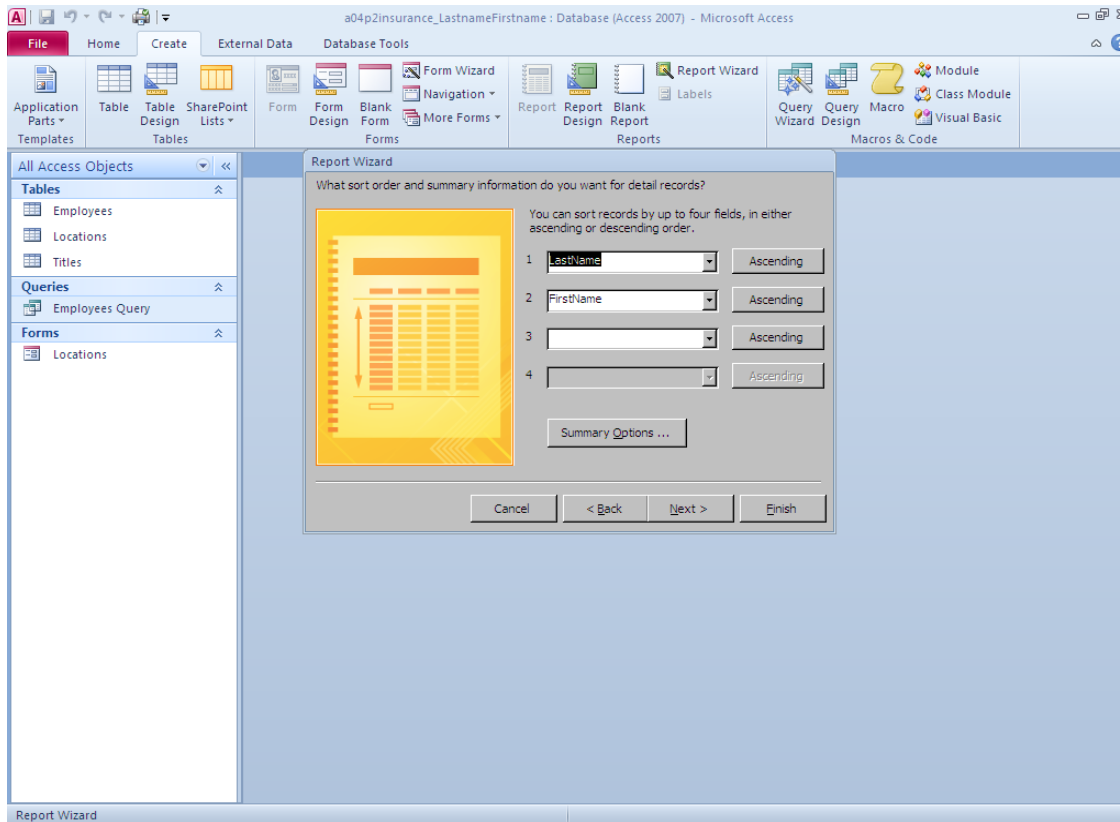 A
a04p2insurance_LastnameFirstname : Database (Access 2007) - Microsoft Access
File Home Create External Data Database Tools
Application Parts
Table
Table Design
SharePoint Lists
Form
Form Design
Blank Form
Form Wizard
Navigation
More Forms
Report
Report Design
Blank Report
Report Wizard
Labels
Query Wizard
Query Design
Macro
Module
Class Module
Visual Basic
Templates Tables Forms Reports Macros & Code
All Access Objects
Tables
Employees
Locations
Titles
Queries
Employees Query
Forms
Locations
Report Wizard
What sort order and summary information do you want for detail records?
You can sort records by up to four fields, in either
ascending or descending order.
1 LastName Ascending
2 FirstName Ascending
3 Ascending
4 Ascending
Summary Options ...
Cancel < Back Next > Finish
Report Wizard